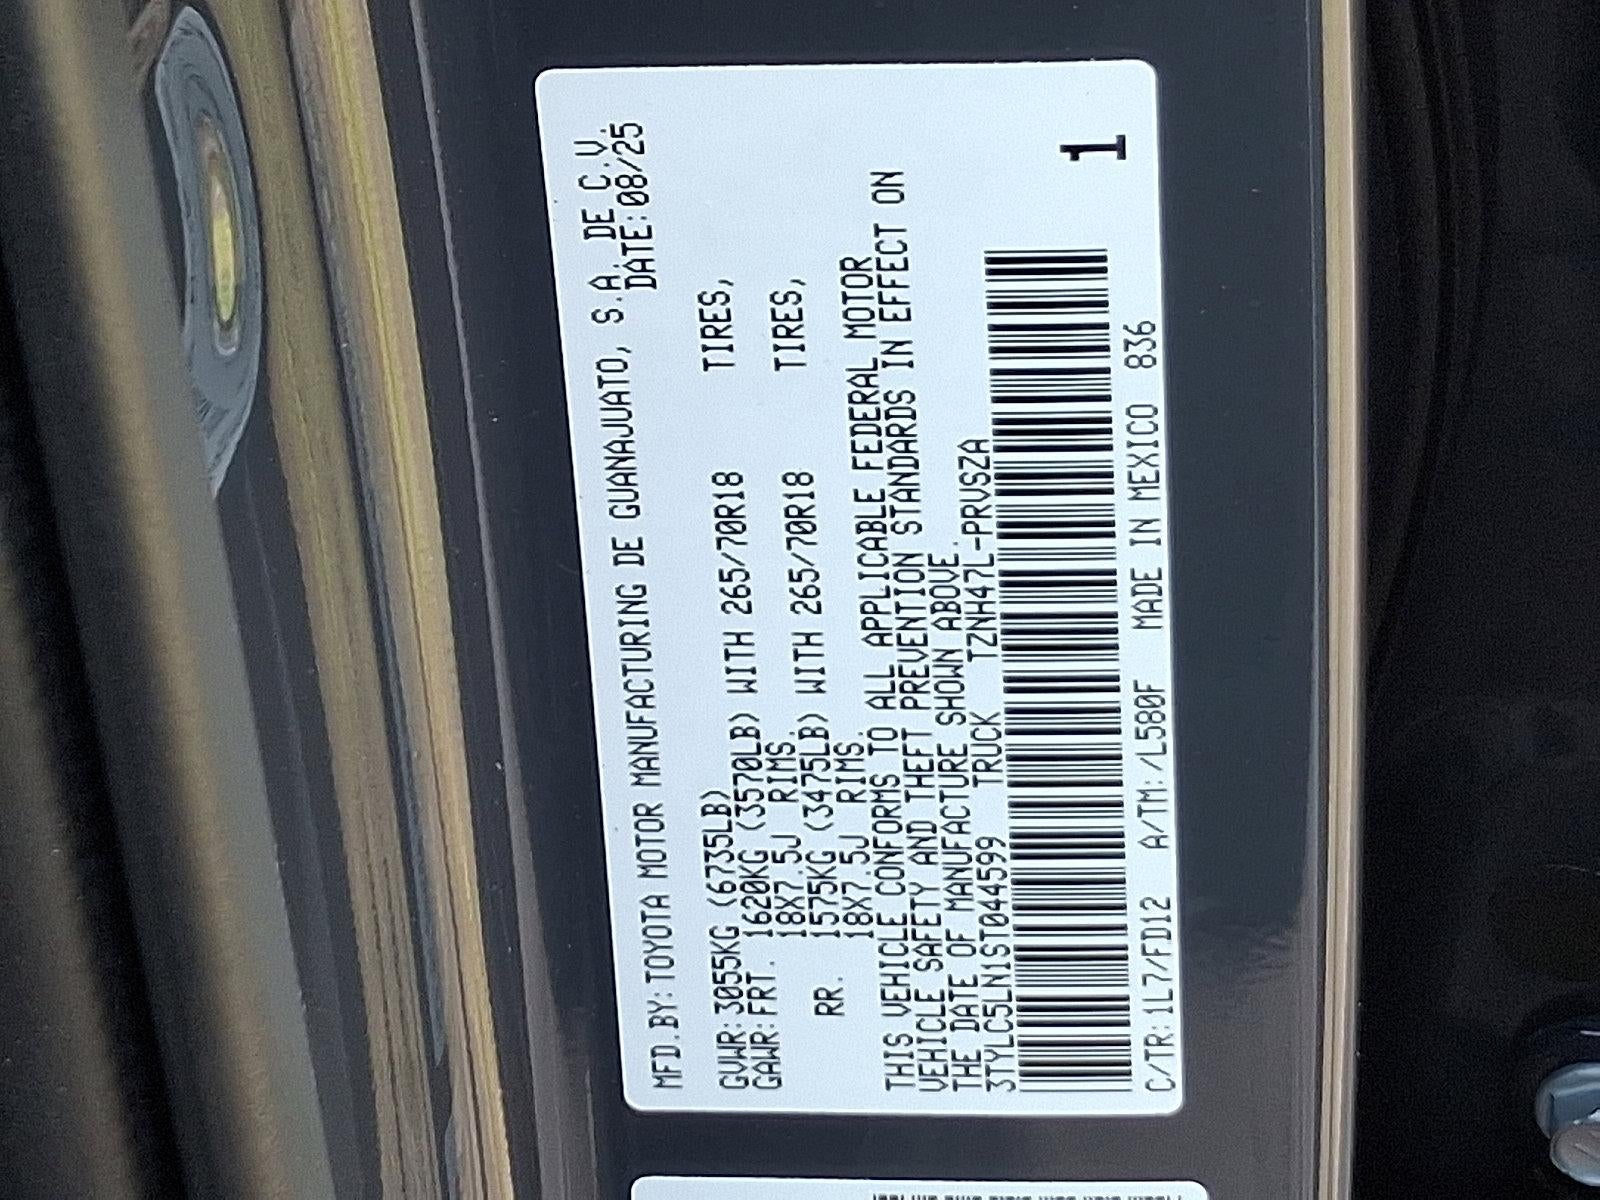 MFD.BY: TOYOTA MOTOR MANUFACTURING DE GUANAJUATO, S.A. DE C.V.
DATE: 08/25
GVWR: 3055KG (6735LB)
GAWR: FRT. 1620KG (3570LB) WITH 265/70R18 TIRES,
18X7.5J RIMS.
RR. 1575KG (3475LB) WITH 265/70R18 TIRES,
18X7.5J RIMS.
THIS VEHICLE CONFORMS TO ALL APPLICABLE FEDERAL MOTOR
VEHICLE SAFETY AND THEFT PREVENTION STANDARDS IN EFFECT ON
THE DATE OF MANUFACTURE SHOWN ABOVE.
3TYLC5LN1ST044599 TRUCK TZNH47L-PRVSZA
1
C/TR: 1L7/FD12 A/TM: /L580F MADE IN MEXICO 836